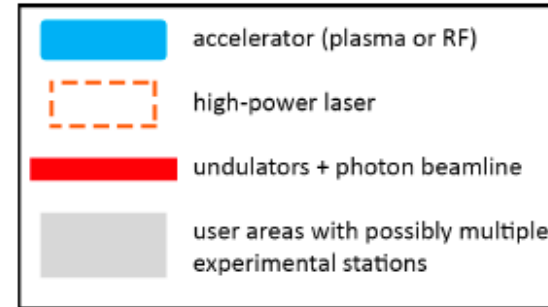 accelerator (plasma or RF)
high-power laser
undulators + photon beamline
user areas with possibly multiple
experimental stations